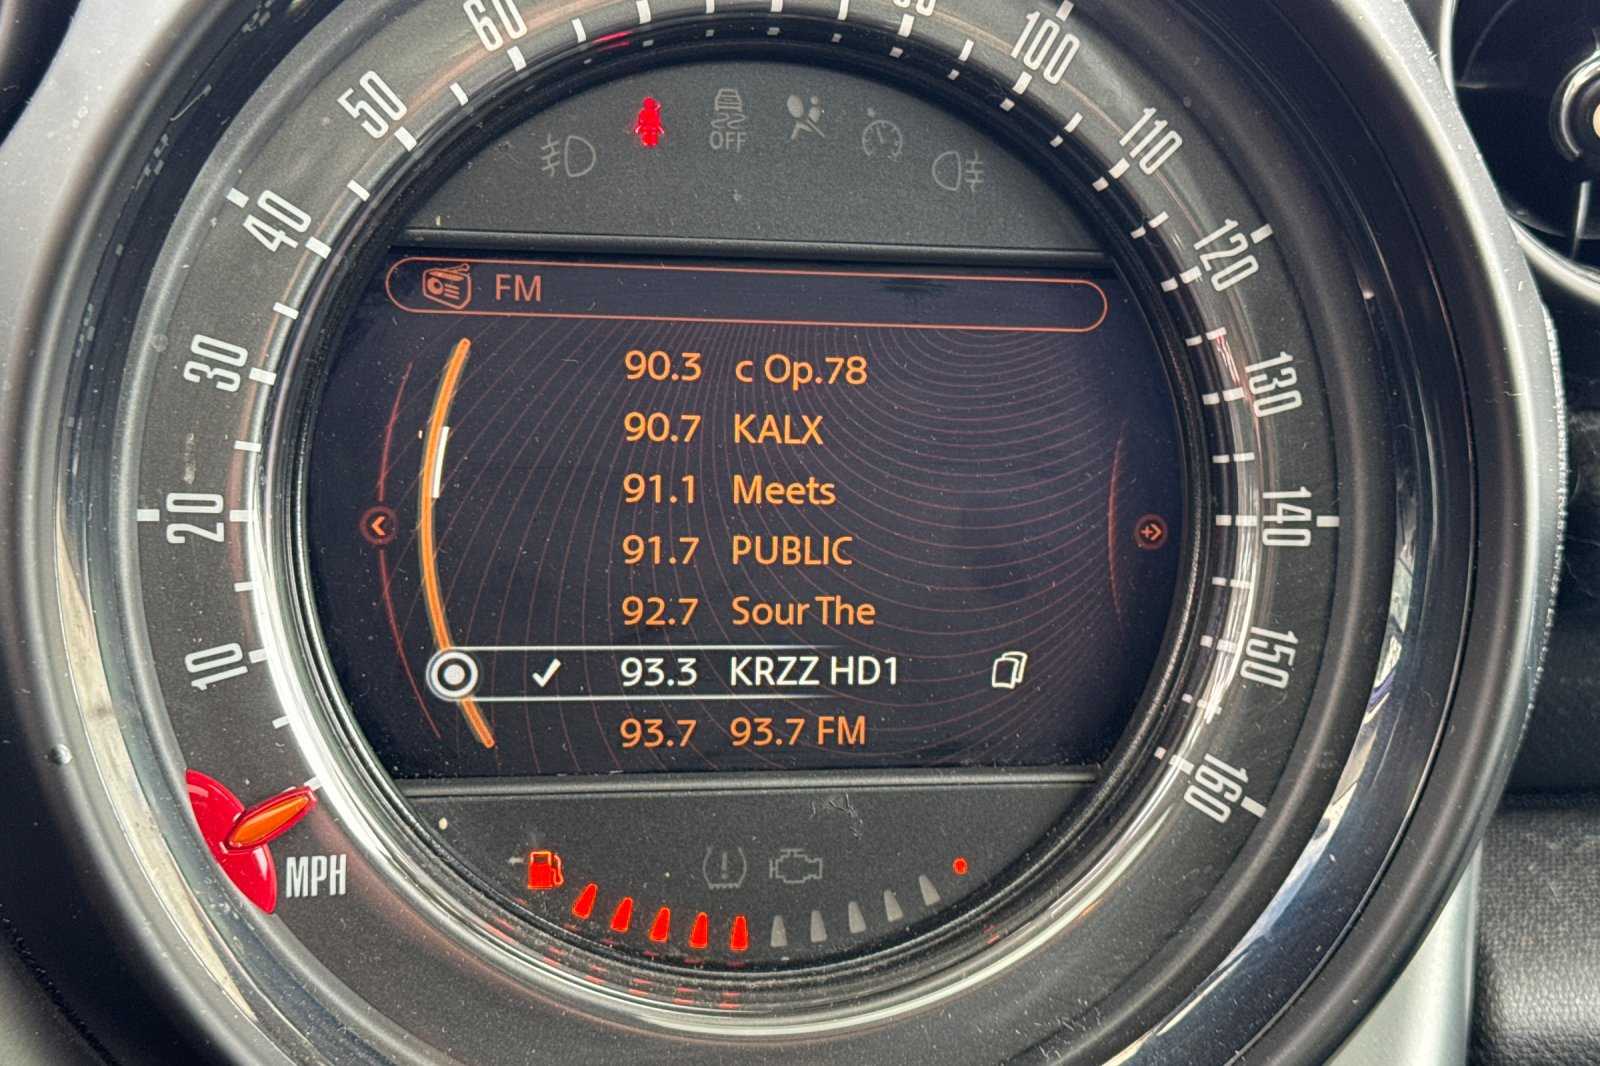 60
100
50
110
OFF
40
120
FM
30
130
90.3 c Op.78
90.7 KALX
91.1 Meets
20
140
91.7 PUBLIC
92.7 Sour The
10
150
93.3 KRZZ HD1
93.7 93.7 FM
160
MPH